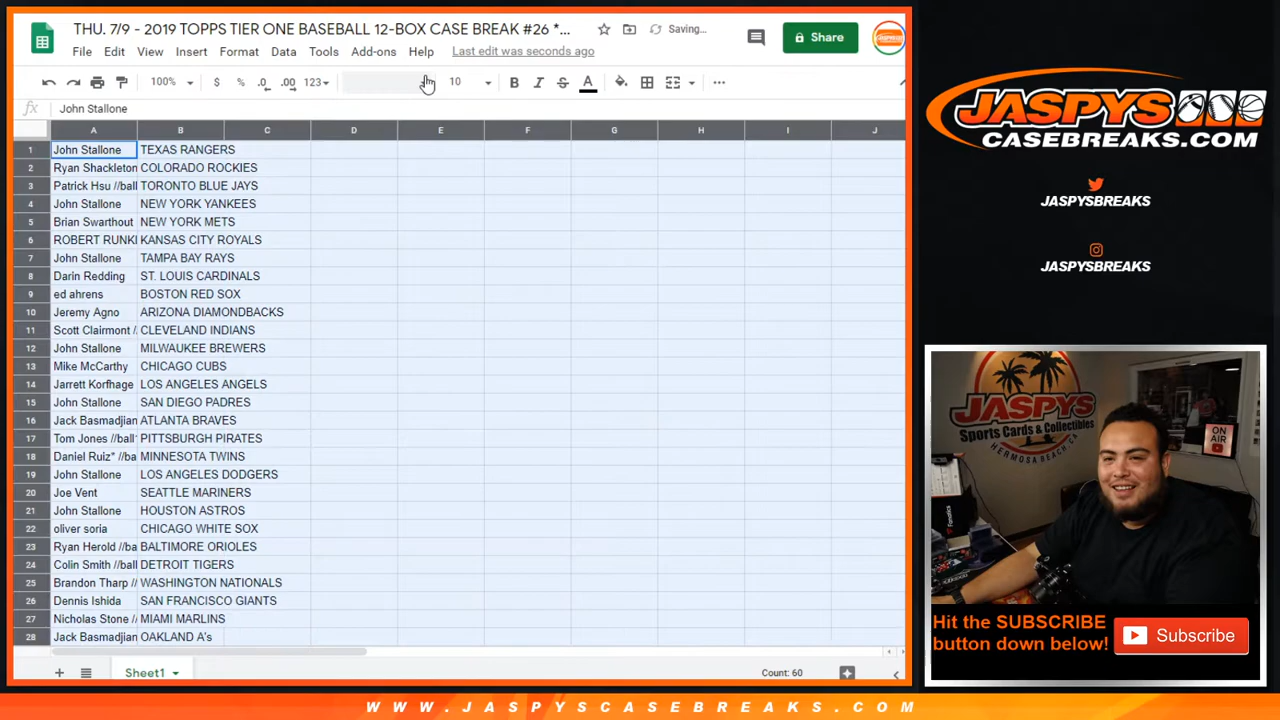 THU. 7/9 - 2019 TOPPS TIER ONE BASEBALL 12-BOX CASE BREAK #26 *...
Saving...
Share
File Edit View Insert Format Data Tools Add-ons Help Last edit was seconds ago
100% $ % .0 .00 123 10 B I S A
fx John Stallone
A B C D E F G H I J
1 John Stallone TEXAS RANGERS
2 Ryan Shackleton COLORADO ROCKIES
3 Patrick Hsu //ball TORONTO BLUE JAYS
4 John Stallone NEW YORK YANKEES
5 Brian Swarthout NEW YORK METS
6 ROBERT RUNKI KANSAS CITY ROYALS
7 John Stallone TAMPA BAY RAYS
8 Darin Redding ST. LOUIS CARDINALS
9 ed ahrens BOSTON RED SOX
10 Jeremy Agno ARIZONA DIAMONDBACKS
11 Scott Clairmont /. CLEVELAND INDIANS
12 John Stallone MILWAUKEE BREWERS
13 Mike McCarthy CHICAGO CUBS
14 Jarrett Korfhage LOS ANGELES ANGELS
15 John Stallone SAN DIEGO PADRES
16 Jack Basmadjian ATLANTA BRAVES
17 Tom Jones //ball PITTSBURGH PIRATES
18 Daniel Ruiz" //ba MINNESOTA TWINS
19 John Stallone LOS ANGELES DODGERS
20 Joe Vent SEATTLE MARINERS
21 John Stallone HOUSTON ASTROS
22 oliver soria CHICAGO WHITE SOX
23 Ryan Herold //ba BALTIMORE ORIOLES
24 Colin Smith //ball DETROIT TIGERS
25 Brandon Tharp // WASHINGTON NATIONALS
26 Dennis Ishida SAN FRANCISCO GIANTS
27 Nicholas Stone // MIAMI MARLINS
28 Jack Basmadjian OAKLAND A's
Sheet1
Count: 60
JASPYS
CASEBREAKS.COM
JASPYSBREAKS
JASPYSBREAKS
JASPYS
Sports Cards & Collectibles
HERMOSA BEACH, CA
ON
AIR
Fanatics
Hit the SUBSCRIBE
button down below!
Subscribe
WWW.JASPYSCASEBREAKS.COM